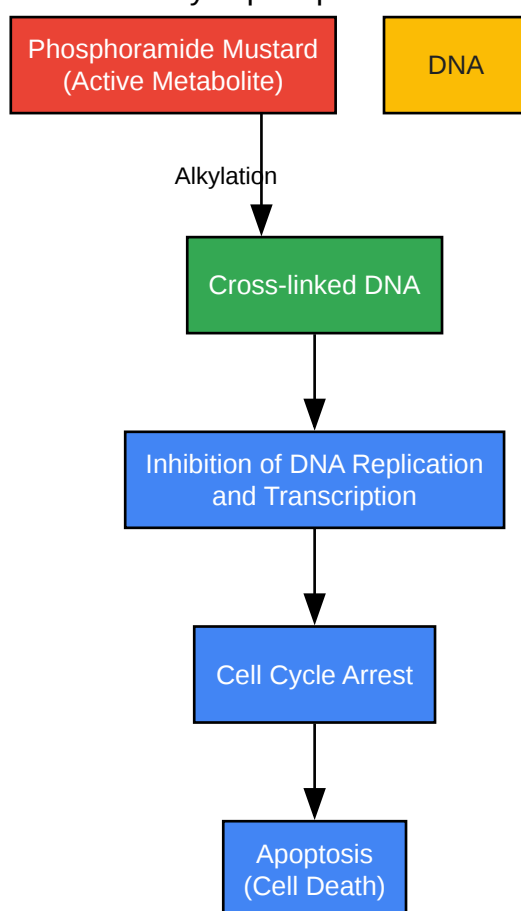 Phosphoramide Mustard
(Active Metabolite)
DNA
Alkylation
Cross-linked DNA
Inhibition of DNA Replication
and Transcription
Cell Cycle Arrest
Apoptosis
(Cell Death)